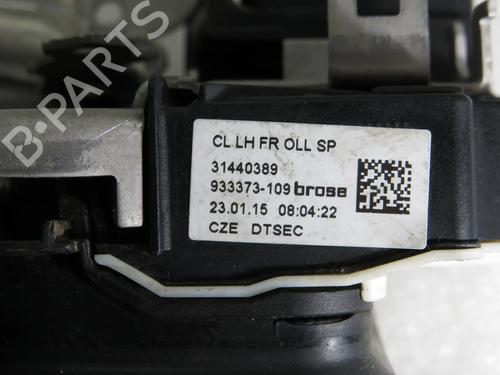 CL LH FR OLL SP
31440389
933373-109 brose
23.01.15 08:04:22
CZE DTSEC
B-PARTS